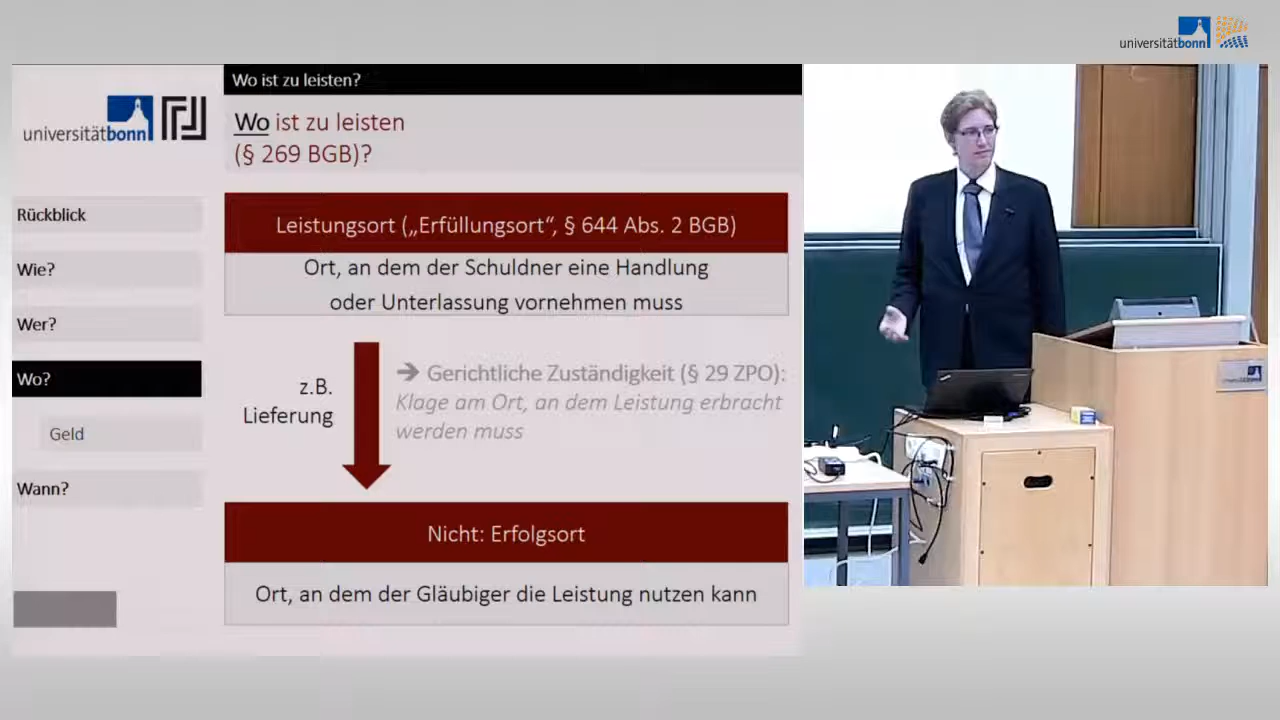 universitätbonn
Wo ist zu leisten?
universitätbonn
Wo ist zu leisten
(§ 269 BGB)?
Rückblick
Wie?
Wer?
Wo?
Geld
Wann?
Leistungsort („Erfüllungsort“, § 644 Abs. 2 BGB)
Ort, an dem der Schuldner eine Handlung
oder Unterlassung vornehmen muss
z.B.
Lieferung
➔ Gerichtliche Zuständigkeit (§ 29 ZPO):
Klage am Ort, an dem Leistung erbracht
werden muss
Nicht: Erfolgsort
Ort, an dem der Gläubiger die Leistung nutzen kann